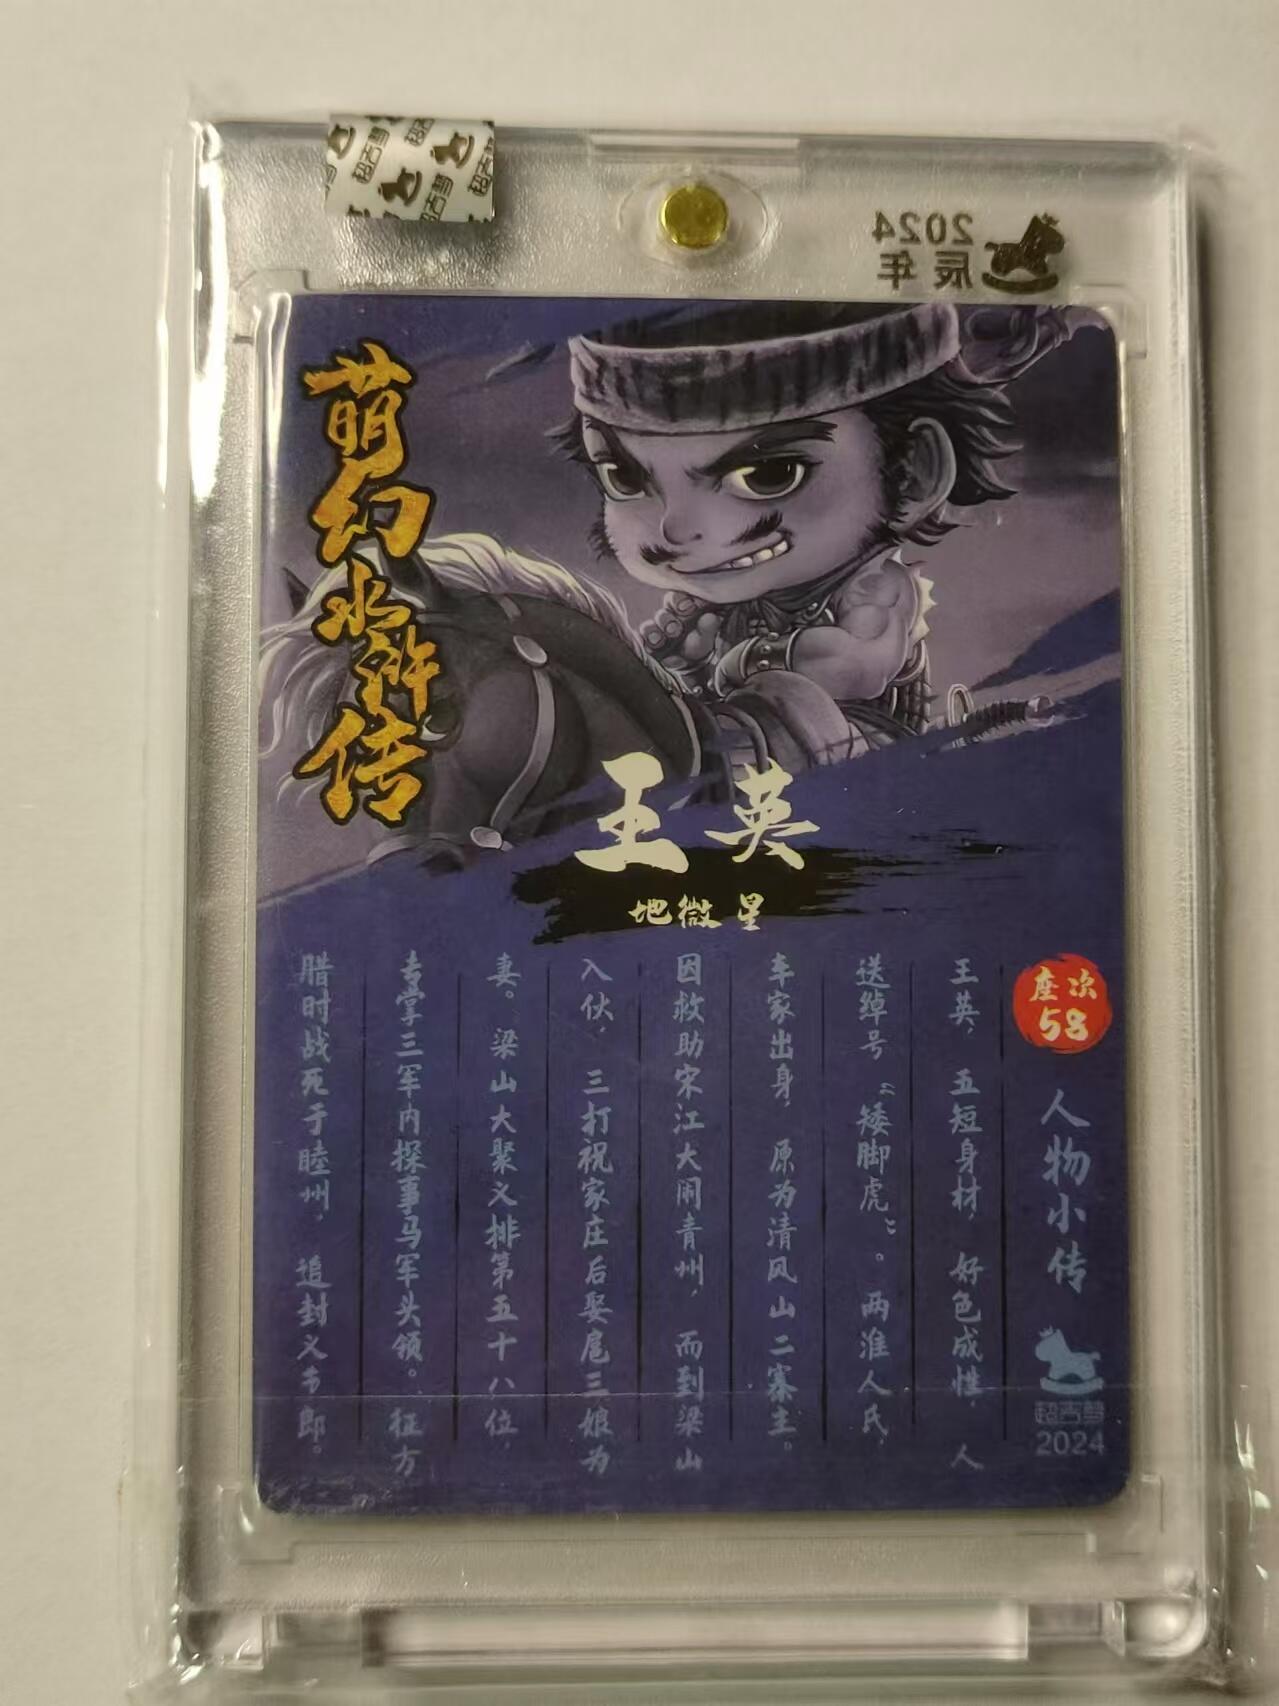 2024
辰年
萌幻水浒传
王英
地微星
座次
58
人物小传
王英，五短身材，好色成性，人
送绰号“矮脚虎”。两淮人氏，
车家出身，原为清风山二寨主。
因救助宋江大闹青州，而到梁山
入伙，三打祝家庄后娶扈三娘为
妻。梁山大聚义排第五十八位，
专掌三军内探事马军头领。征方
腊时战死于睦州，追封义节郎。
超古梦
2024